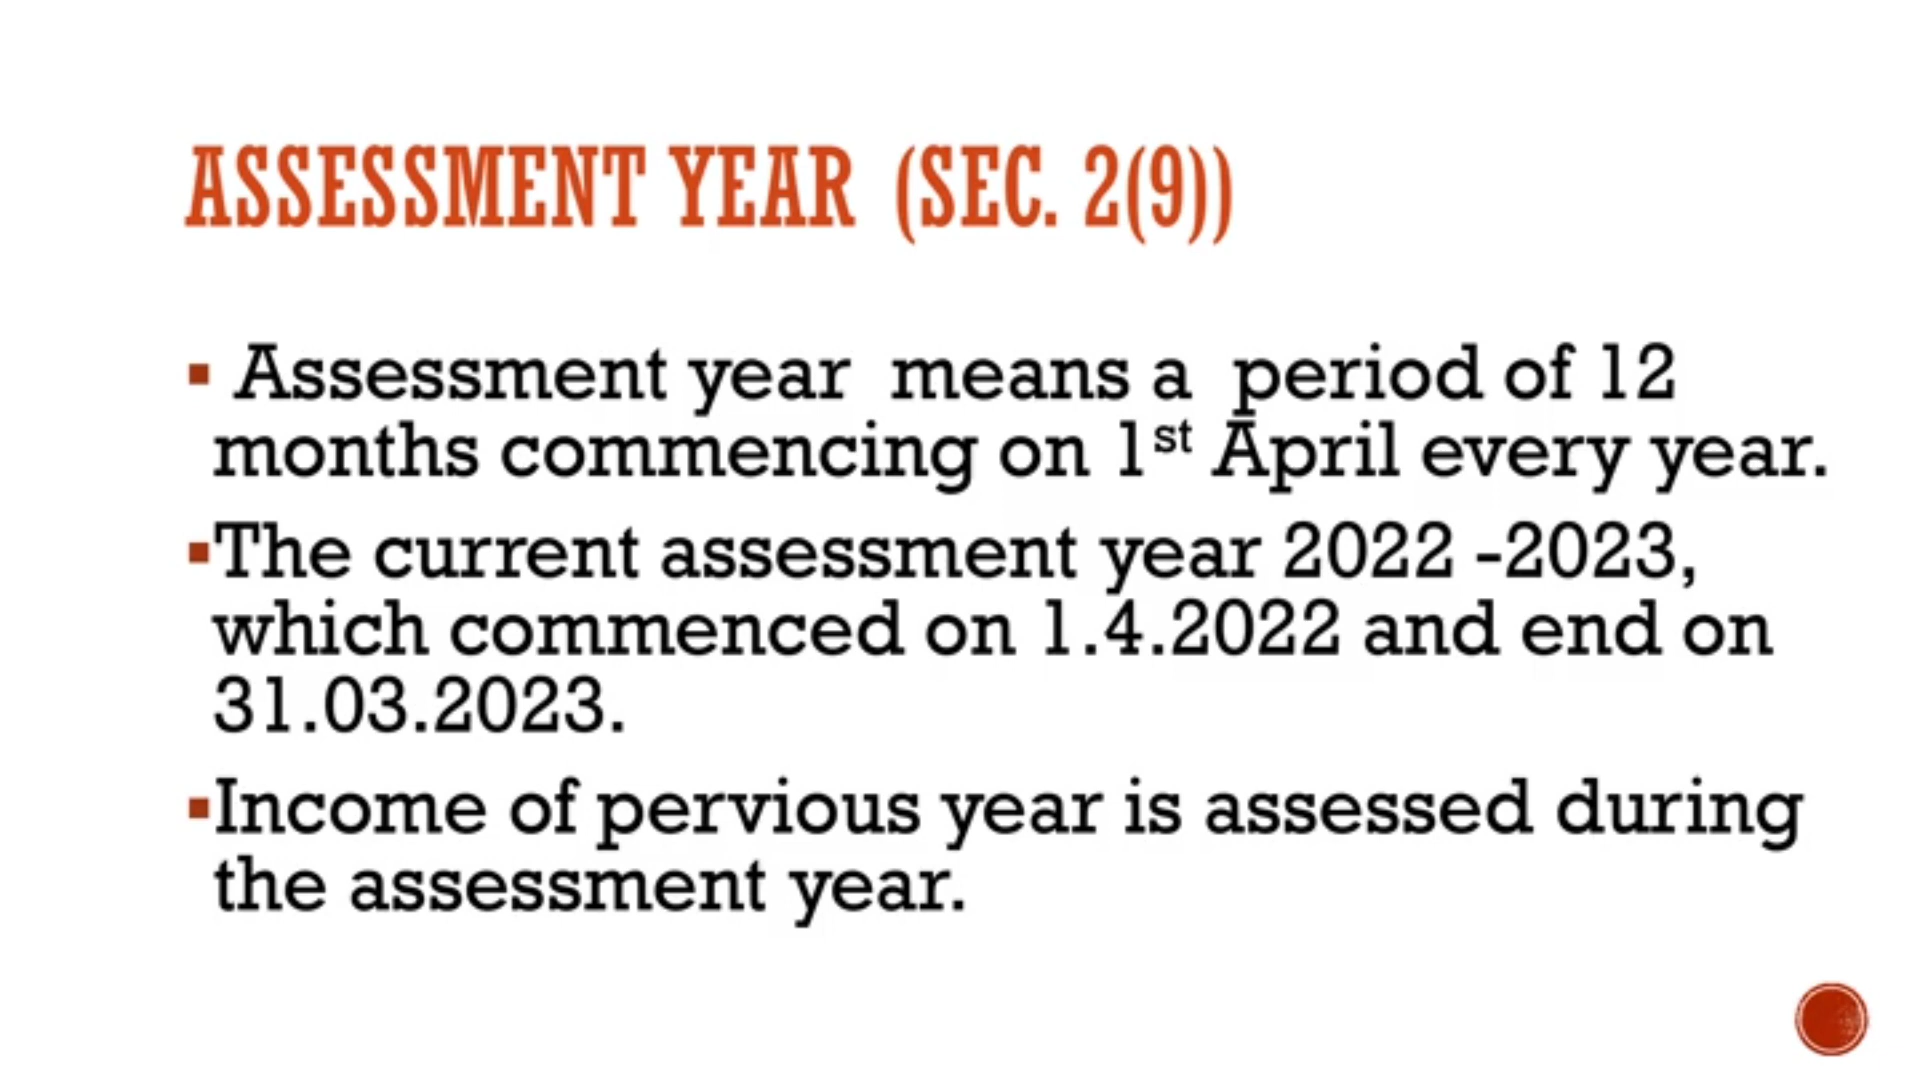 ASSESSMENT YEAR (SEC. 2(9))
▪ Assessment year means a period of 12
months commencing on 1st April every year.
▪The current assessment year 2022 -2023,
which commenced on 1.4.2022 and end on
31.03.2023.
▪Income of pervious year is assessed during
the assessment year.